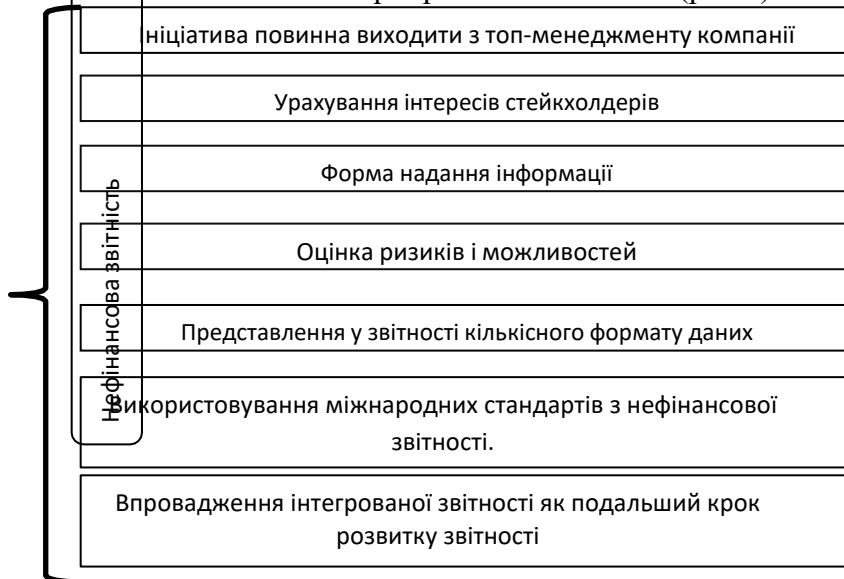 Ініціатива повинна виходити з топ-менеджменту компанії
Урахування інтересів стейкхолдерів
Форма надання інформації
Оцінка ризиків і можливостей
Представлення у звітності кількісного формату даних
Використовування міжнародних стандартів з нефінансової
звітності.
Впровадження інтегрованої звітності як подальший крок
розвитку звітності
Нефінансова звітність